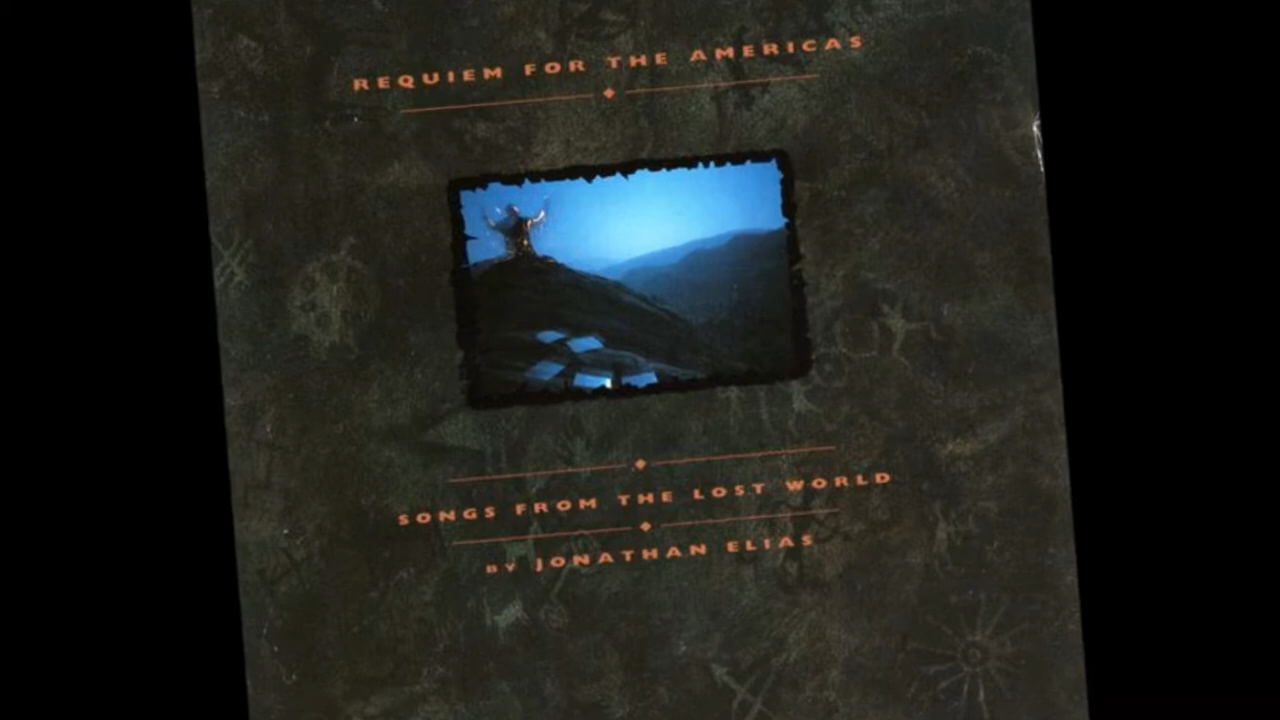 REQUIEM FOR THE AMERICAS
SONGS FROM THE LOST WORLD
BY JONATHAN ELIAS